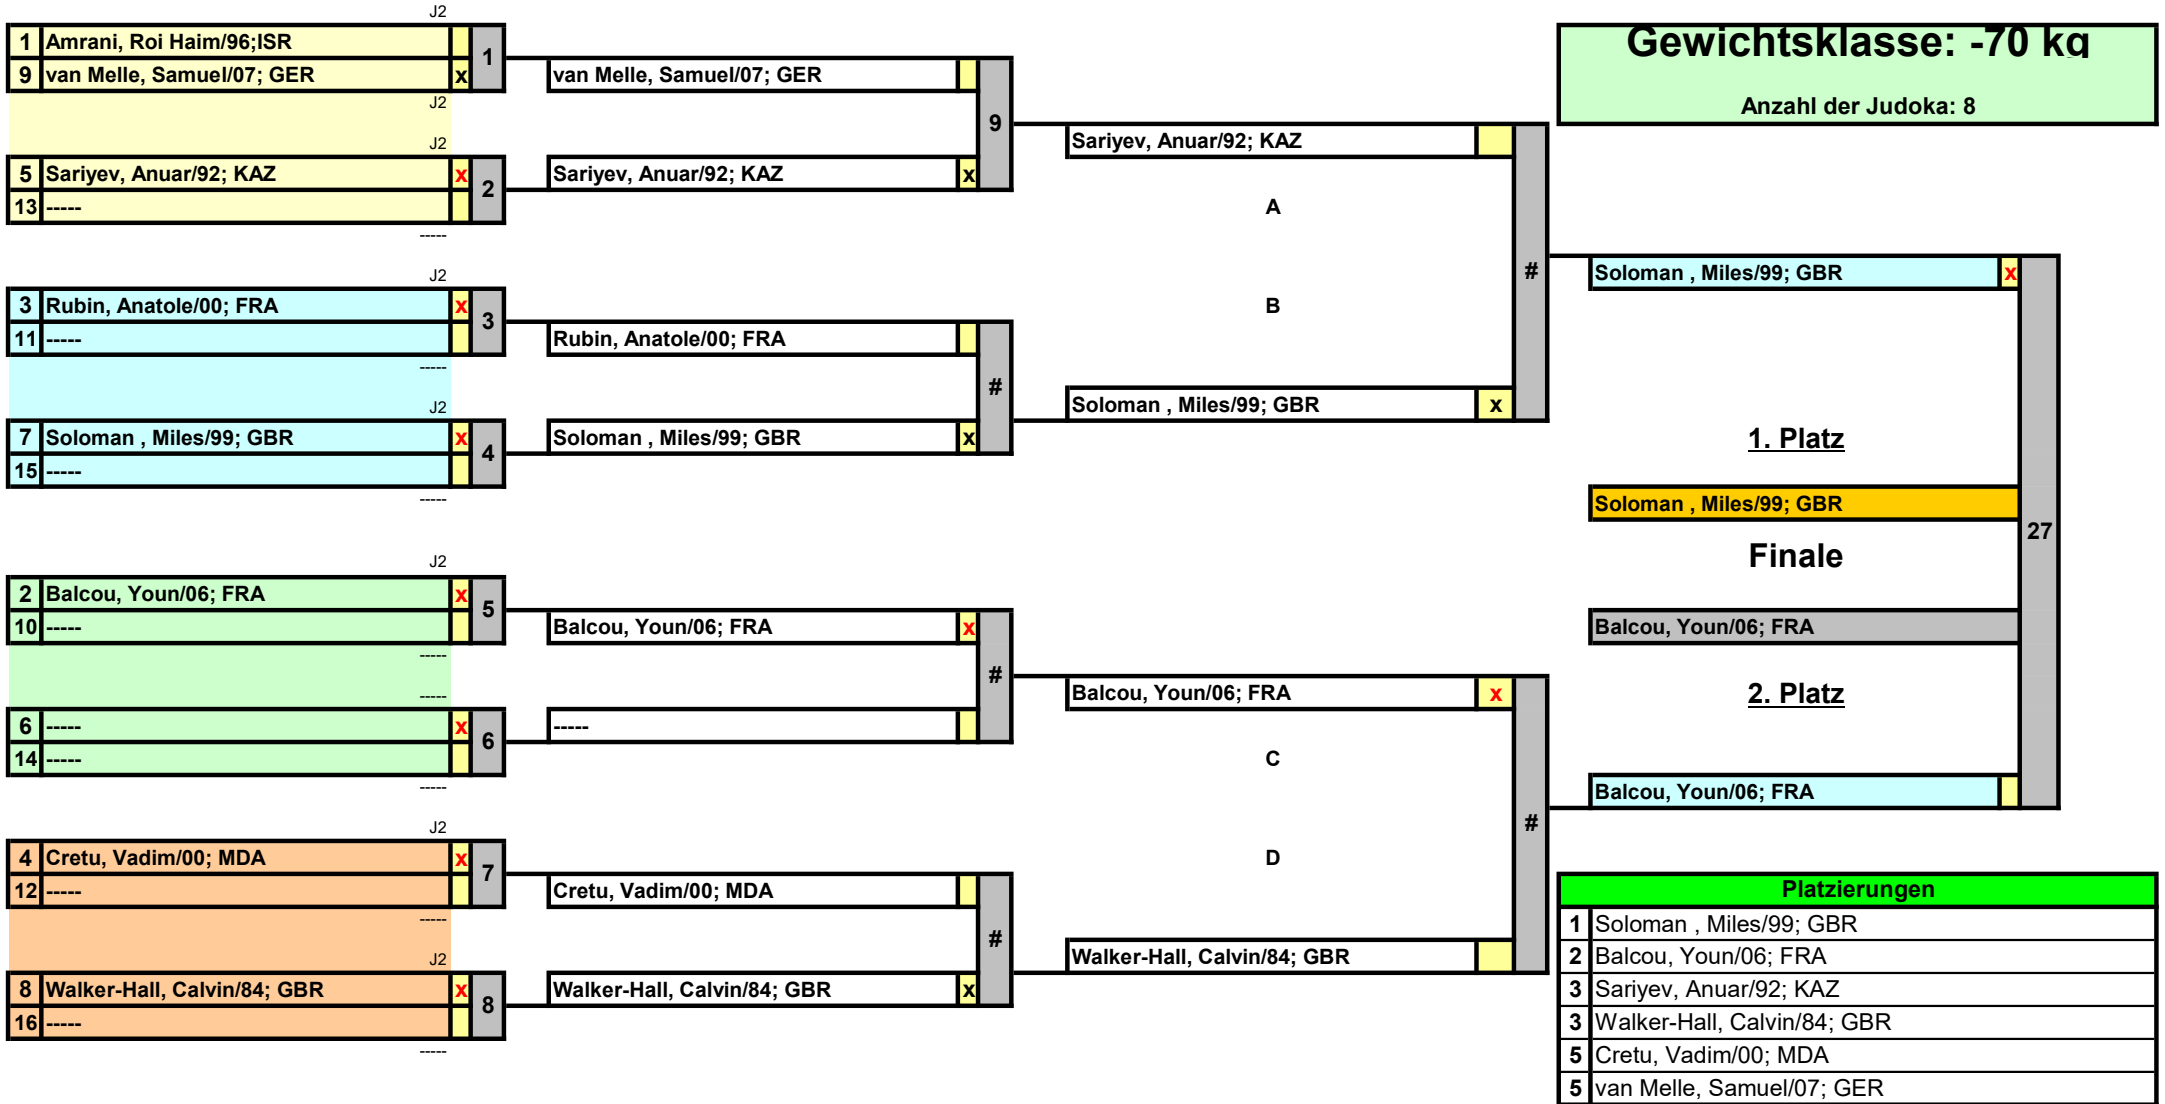 J2
1 Amrani, Roi Haim/96;ISR
9 van Melle, Samuel/07; GER x
1
J2
J2
5 Sariyev, Anuar/92; KAZ x
13 -----
2
-----
J2
3 Rubin, Anatole/00; FRA x
11 -----
3
-----
J2
7 Soloman , Miles/99; GBR x
15 -----
4
-----
J2
2 Balcou, Youn/06; FRA x
10 -----
5
-----
-----
6 ----- x
14 -----
6
-----
J2
4 Cretu, Vadim/00; MDA x
12 -----
7
-----
J2
8 Walker-Hall, Calvin/84; GBR x
16 -----
8
-----
van Melle, Samuel/07; GER
9
Sariyev, Anuar/92; KAZ x
Rubin, Anatole/00; FRA
#
Soloman , Miles/99; GBR x
Balcou, Youn/06; FRA x
#
-----
Cretu, Vadim/00; MDA
#
Walker-Hall, Calvin/84; GBR x
Sariyev, Anuar/92; KAZ
A
#
B
Soloman , Miles/99; GBR x
Balcou, Youn/06; FRA x
C
#
D
Walker-Hall, Calvin/84; GBR
Gewichtsklasse: -70 kg
Anzahl der Judoka: 8
Soloman , Miles/99; GBR x
1. Platz
Soloman , Miles/99; GBR
27
Finale
Balcou, Youn/06; FRA
2. Platz
Balcou, Youn/06; FRA
Platzierungen
1 Soloman , Miles/99; GBR
2 Balcou, Youn/06; FRA
3 Sariyev, Anuar/92; KAZ
3 Walker-Hall, Calvin/84; GBR
5 Cretu, Vadim/00; MDA
5 van Melle, Samuel/07; GER